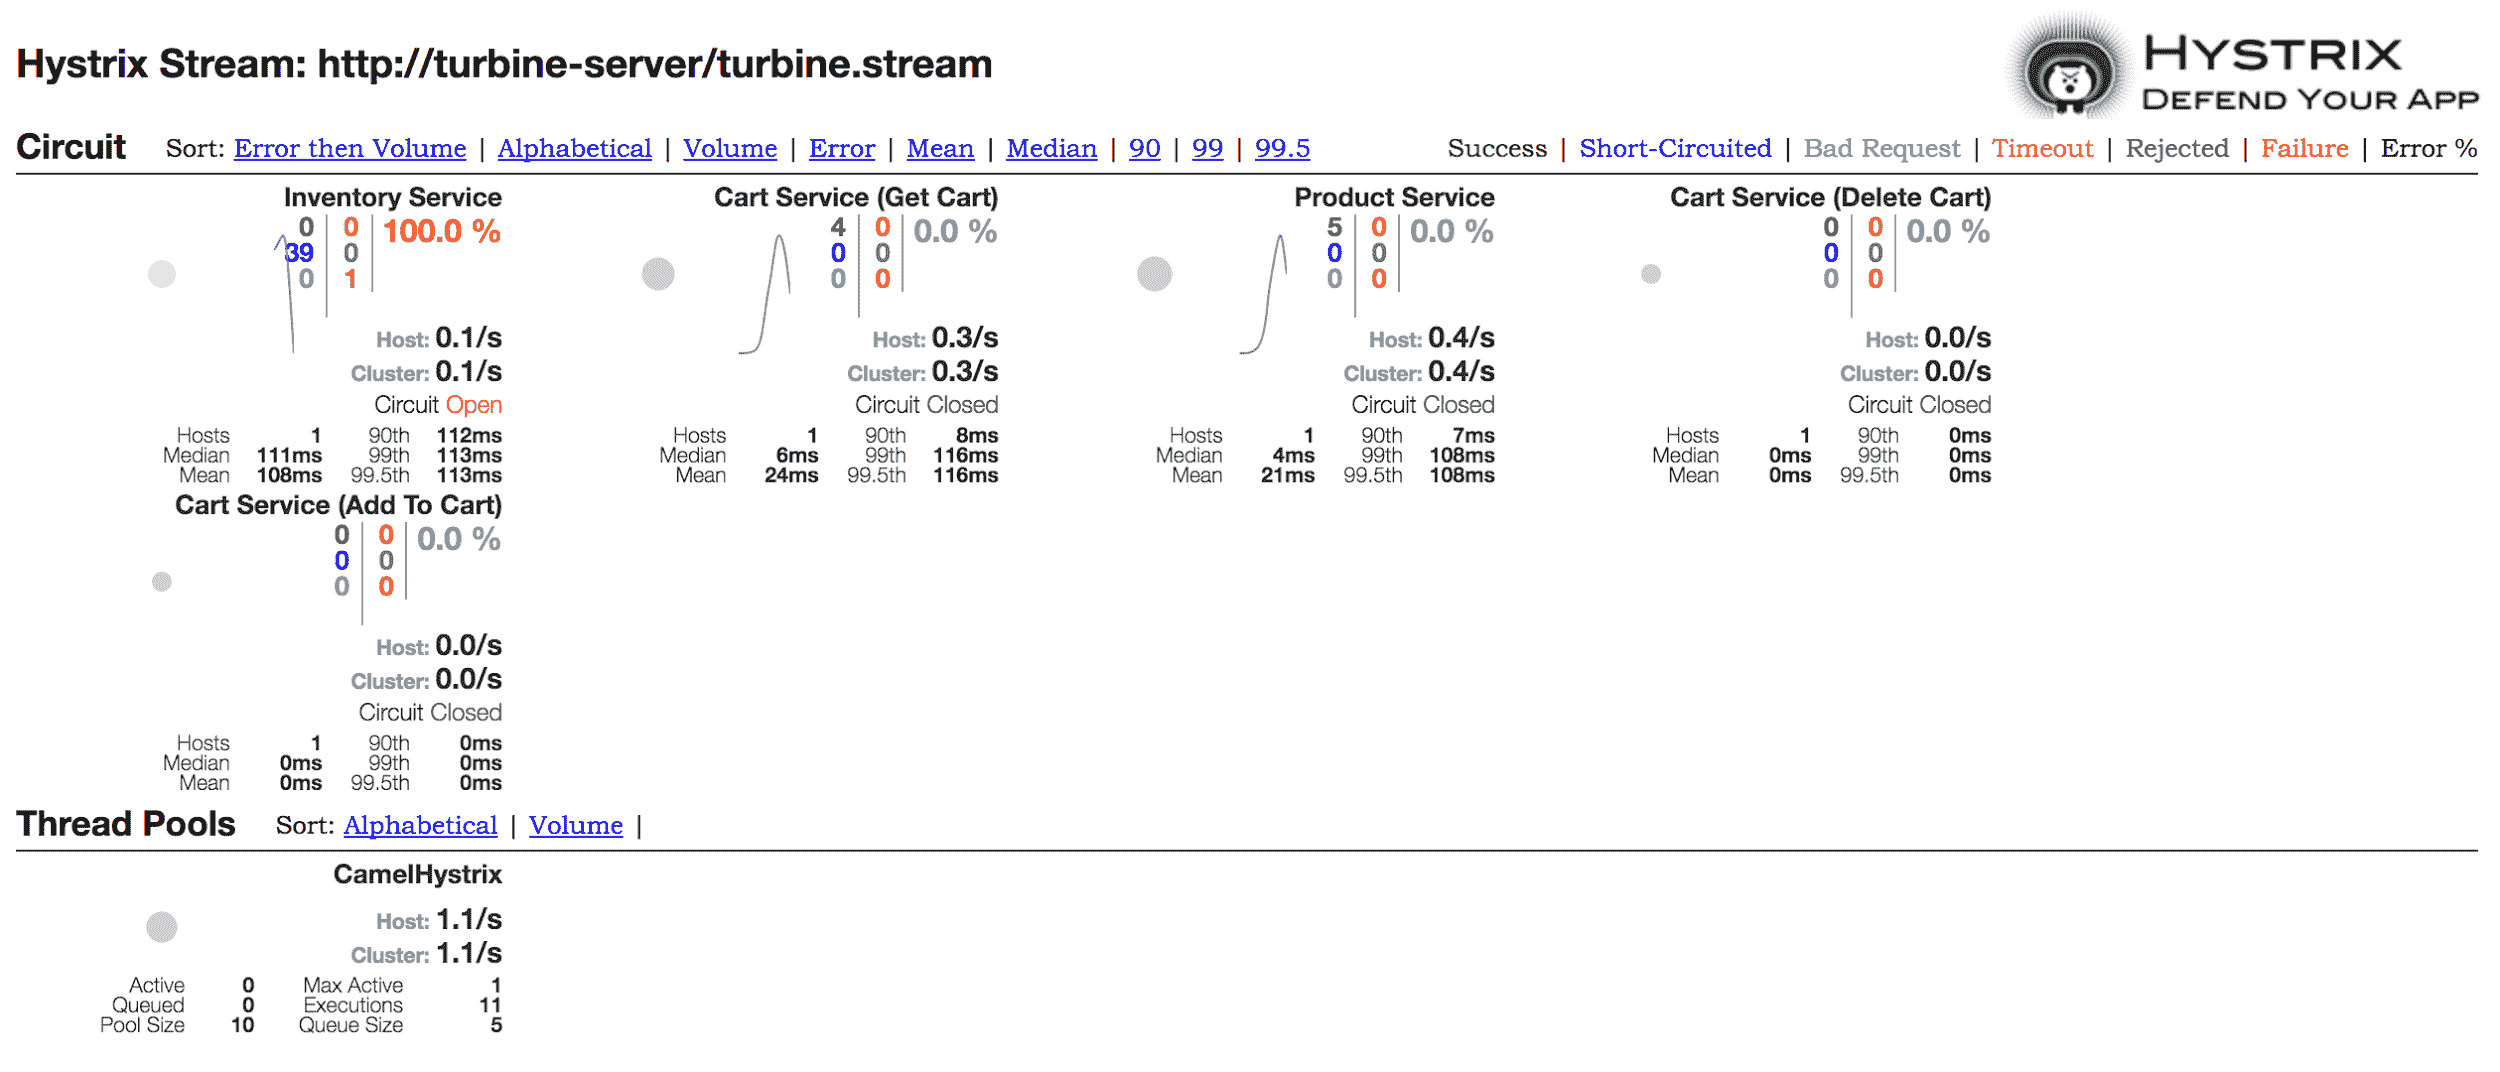 Hystrix Stream: http://turbine-server/turbine.stream
HYSTRIX
DEFEND YOUR APP
Circuit Sort: Error then Volume | Alphabetical | Volume | Error | Mean | Median | 90 | 99 | 99.5
Success | Short-Circuited | Bad Request | Timeout | Rejected | Failure | Error %
Inventory Service
0 0 100.0 %
39 0
0 1
Host: 0.1/s
Cluster: 0.1/s
Circuit Open
Hosts 1 90th 112ms
Median 111ms 99th 113ms
Mean 108ms 99.5th 113ms
Cart Service (Get Cart)
4 0 0.0 %
0 0
0 0
Host: 0.3/s
Cluster: 0.3/s
Circuit Closed
Hosts 1 90th 8ms
Median 6ms 99th 116ms
Mean 24ms 99.5th 116ms
Product Service
5 0 0.0 %
0 0
0 0
Host: 0.4/s
Cluster: 0.4/s
Circuit Closed
Hosts 1 90th 7ms
Median 4ms 99th 108ms
Mean 21ms 99.5th 108ms
Cart Service (Delete Cart)
0 0 0.0 %
0 0
0 0
Host: 0.0/s
Cluster: 0.0/s
Circuit Closed
Hosts 1 90th 0ms
Median 0ms 99th 0ms
Mean 0ms 99.5th 0ms
Cart Service (Add To Cart)
0 0 0.0 %
0 0
0 0
Host: 0.0/s
Cluster: 0.0/s
Circuit Closed
Hosts 1 90th 0ms
Median 0ms 99th 0ms
Mean 0ms 99.5th 0ms
Thread Pools Sort: Alphabetical | Volume |
CamelHystrix
Host: 1.1/s
Cluster: 1.1/s
Active 0 Max Active 1
Queued 0 Executions 11
Pool Size 10 Queue Size 5